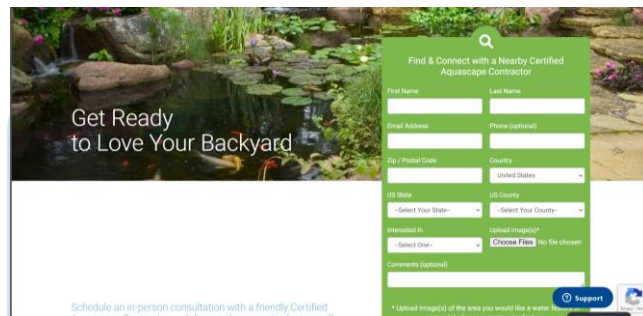 Get Ready
to Love Your Backyard
Find & Connect with a Nearby Certified
Aquascape Contractor
First Name
Last Name
Email Address
Phone (optional)
Zip / Postal Code
Country
United States
US State
US County
--Select Your State--
--Select Your County--
Interested In
Upload image(s)*
--Select One--
Choose Files No file chosen
Comments (optional)
Schedule an in-person consultation with a friendly Certified
* Upload image(s) of the area you would like a water feature
Support